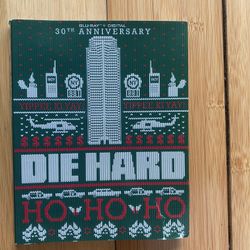 BLU-RAY + DIGITAL
30TH ANNIVERSARY
YIPPEE KI YAY YIPPEE KI YAY
$ $ $ $ $ $ $ $ $ $ $ $
DIE HARD
HO HO HO